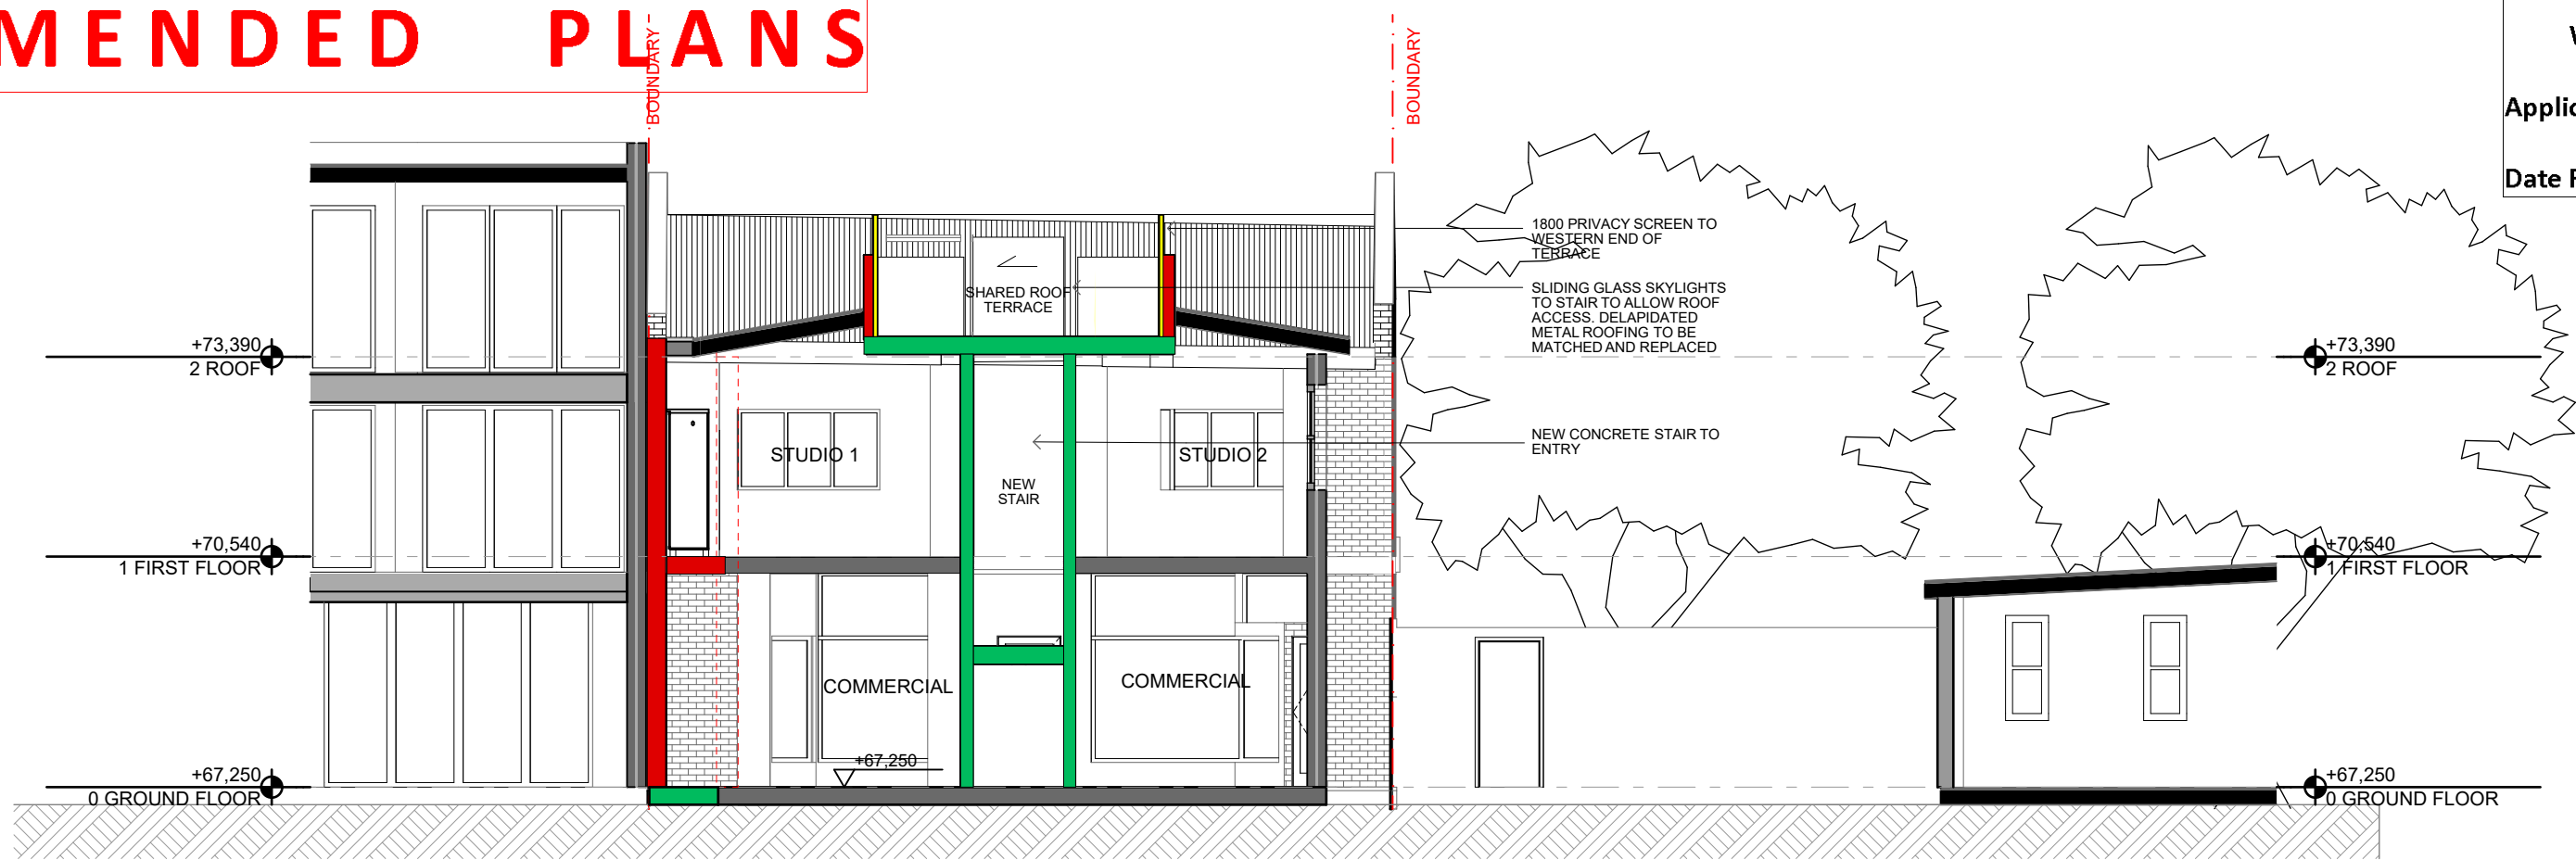 MENDED PLANS
BOUNDARY
BOUNDARY
Applic
Date
1800 PRIVACY SCREEN TO
WESTERN END OF
TERRACE
SLIDING GLASS SKYLIGHTS
TO STAIR TO ALLOW ROOF
ACCESS. DELAPIDATED
METAL ROOFING TO BE
MATCHED AND REPLACED
SHARED ROOF
TERRACE
+73,390
2 ROOF
+73,390
2 ROOF
NEW CONCRETE STAIR TO
ENTRY
STUDIO 1
STUDIO 2
NEW
STAIR
+70,540
1 FIRST FLOOR
+70,540
1 FIRST FLOOR
COMMERCIAL
COMMERCIAL
+67,250
+67,250
0 GROUND FLOOR
+67,250
0 GROUND FLOOR